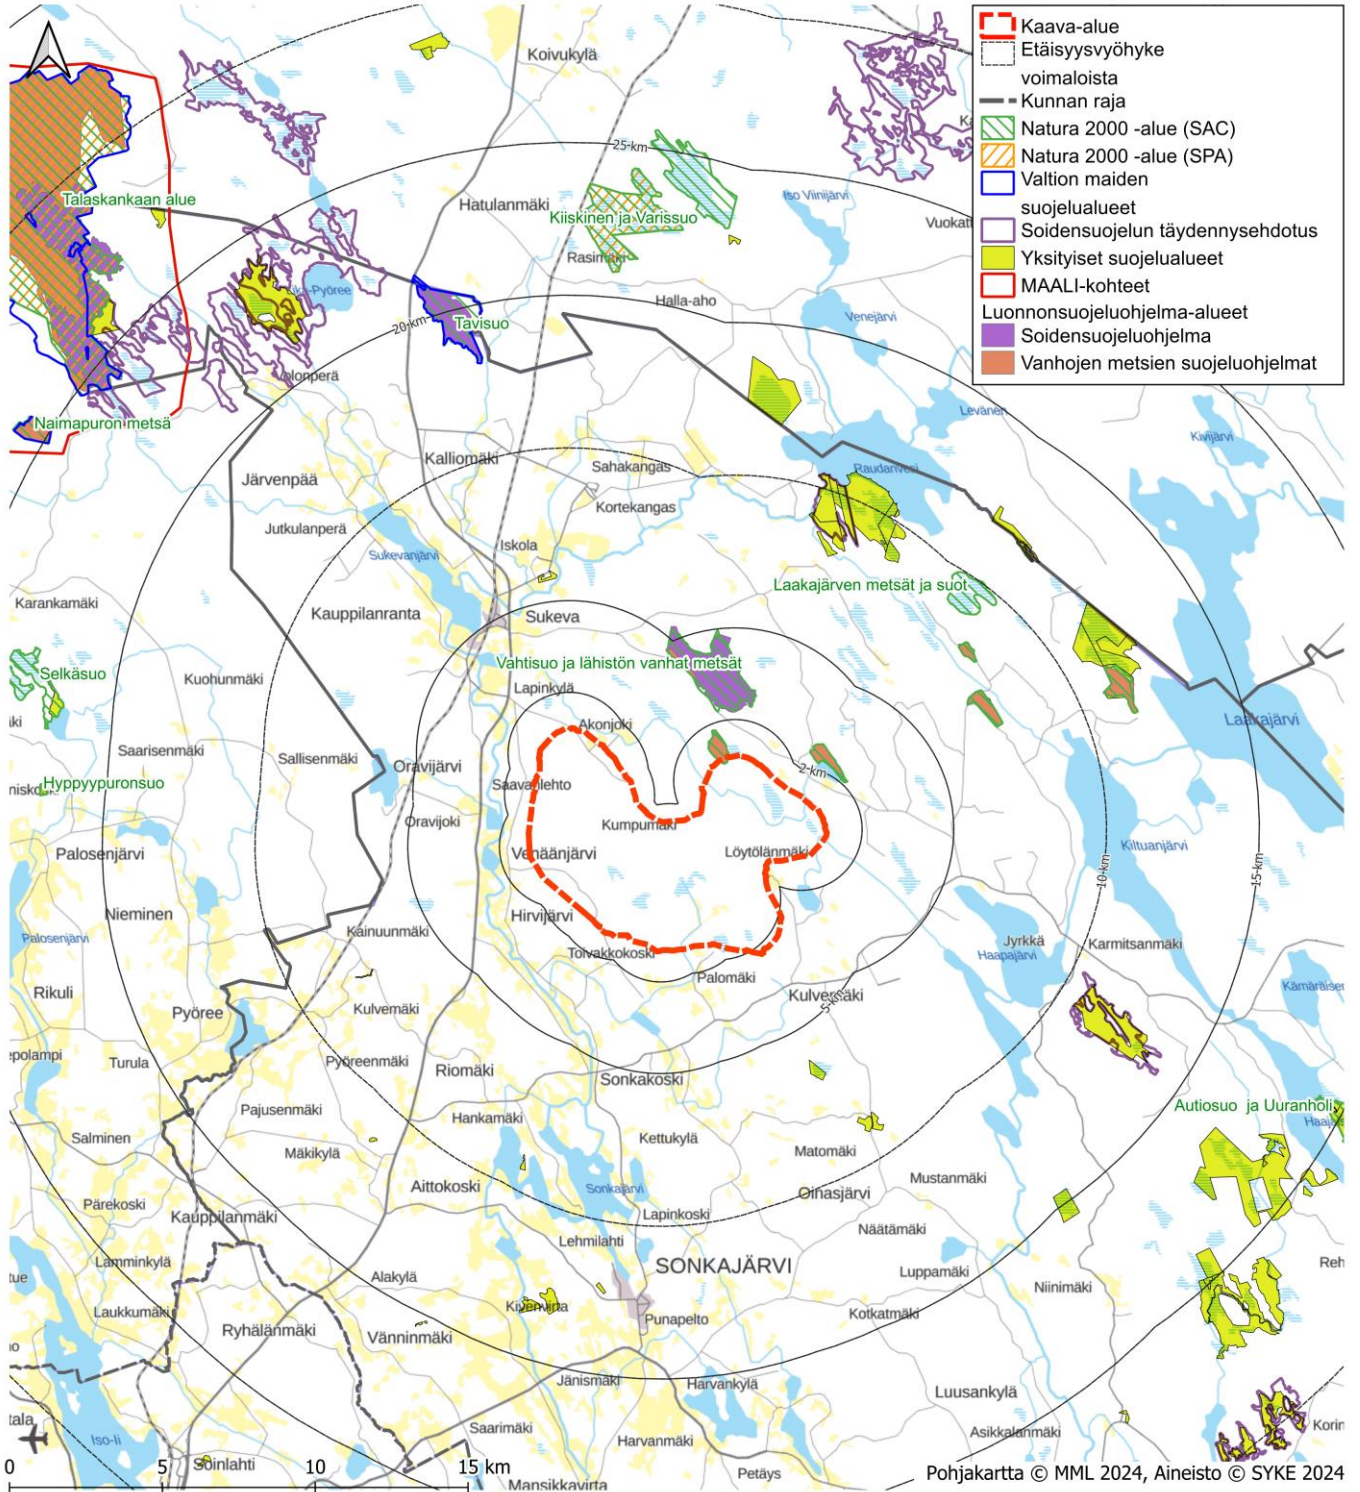 Kaava-alue
Etäisyysvyöhyke
voimaloista
Kunnan raja
Natura 2000 -alue (SAC)
Natura 2000 -alue (SPA)
Valtion maiden
suojelualueet
Soidensuojelun täydennysehdotus
Yksityiset suojelualueet
MAALI-kohteet
Luonnonsuojeluohjelma-alueet
Soidensuojeluohjelma
Vanhojen metsien suojeluohjelmat
Koivukylä
25-km
Iso Viinijärvi
Talaskankaan alue
Hatulanmäki
Kiiskinen ja Varissuo
Rasimäki
Halla-aho
20-km
Tavisuo
Venejärvi
Levänen
Kivijärvi
Naimapuron metsä
Kalliomäki
Sahakangas
Raudanvesi
Järvenpää
Kortekangas
Jutkulanperä
Iskola
Sukevanjärvi
Laakajärven metsät ja suot
Karankamäki
Kauppilanranta
Sukeva
Vahtisuo ja lähistön vanhat metsät
Selkäsuo
Kuohunmäki
Lapinkylä
Akonjoki
Laakajärvi
Saarisenmäki
Sallisenmäki
Oravijärvi
2-km
Hyppyypuronsuo
Saavanlehto
Oravijoki
Kumpumäki
Palosenjärvi
Venäänjärvi
Löytölänmäki
Kiltuanjärvi
10-km
15-km
Nieminen
Hirvijärvi
Palosenjärvi
Kainuunmäki
Toivakkokoski
Jyrkkä
Haapajärvi
Karmitsanmäki
Rikuli
Palomäki
Kulvemäki
5-km
Pyöree
Kulvemäki
Turula
Pyöreenmäki
Riomäki
Sonkakoski
Pajusenmäki
Hankamäki
Autiosuo ja Uuranholi
Salminen
Mäkikylä
Kettukylä
Matomäki
Aittokoski
Sonkajärvi
Oinasjärvi
Mustanmäki
Pärekoski
Kauppilanmäki
Lapinkoski
Näätämäki
Lehmilahti
Lamminkylä
SONKAJÄRVI
Alakylä
Luppamäki
Niinimäki
Laukkumäki
Kivenvirta
Punapelto
Kotkatmäki
Ryhälänmäki
Vänninmäki
Jänismäki
Harvankylä
Luusankylä
Saarimäki
Harvanmäki
Asikkalanmäki
Iso-Ii
Soinlahti
Petäys
Mansikkavirta
0 5 10 15 km
Pohjakartta © MML 2024, Aineisto © SYKE 2024